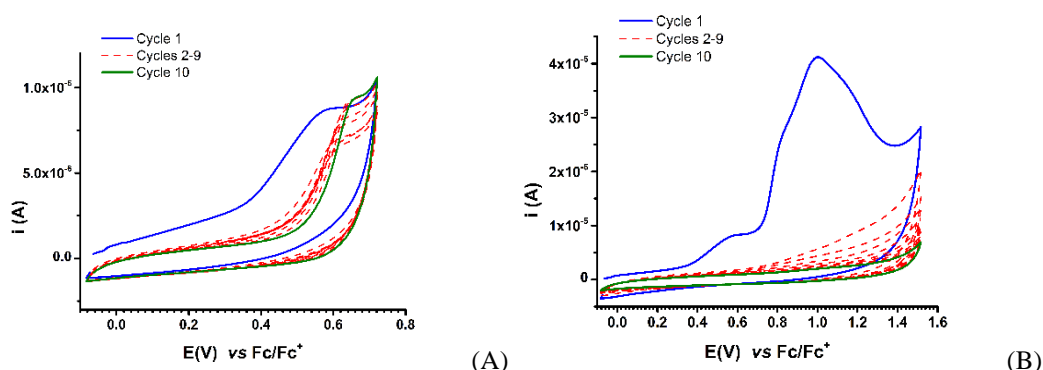 Cycle 1
Cycles 2-9
Cycle 10
1.0x10⁻⁵
5.0x10⁻⁶
0.0
i (A)
0.0 0.2 0.4 0.6 0.8
E(V) vs Fc/Fc⁺
(A)
Cycle 1
Cycles 2-9
Cycle 10
4x10⁻⁵
3x10⁻⁵
2x10⁻⁵
1x10⁻⁵
0
i (A)
0.0 0.2 0.4 0.6 0.8 1.0 1.2 1.4 1.6
E(V) vs Fc/Fc⁺
(B)